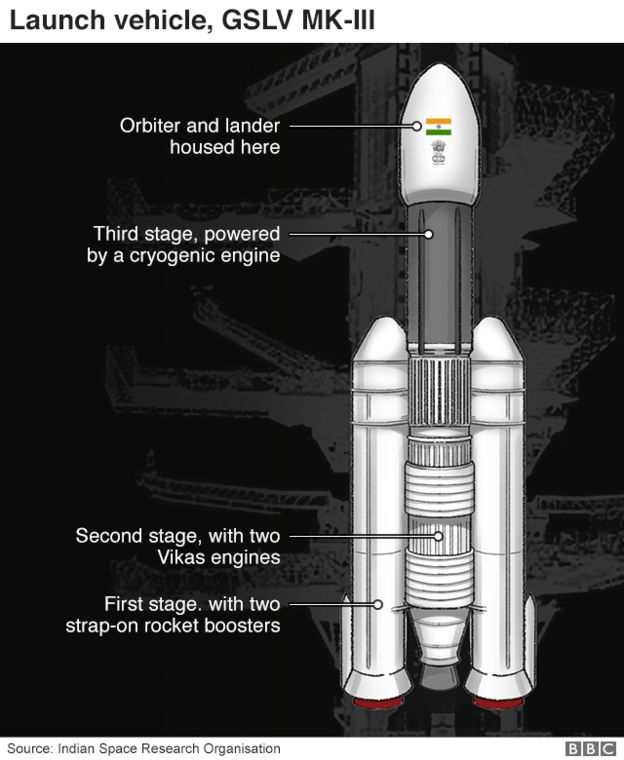 Launch vehicle, GSLV MK-III
Orbiter and lander
housed here
Third stage, powered
by a cryogenic engine
Second stage, with two
Vikas engines
First stage. with two
strap-on rocket boosters
Source: Indian Space Research Organisation
BBC